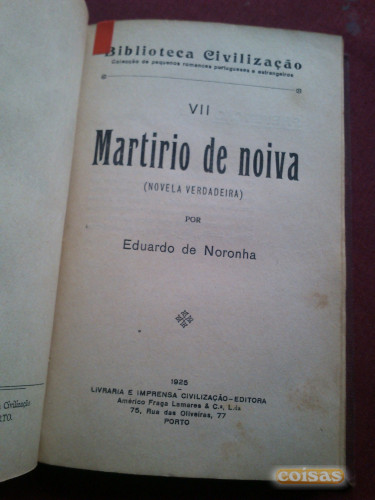 Biblioteca Civilização
Colecção de pequenos romances portugueses e estrangeiros
VII
Martirio de noiva
(NOVELA VERDADEIRA)
POR
Eduardo de Noronha
1925
LIVRARIA E IMPRENSA CIVILIZAÇÃO-EDITORA
Américo Fraga Lamares & C.ª, L.da
75, Rua das Oliveiras, 77
PORTO
Civilização
RTO.
coisas